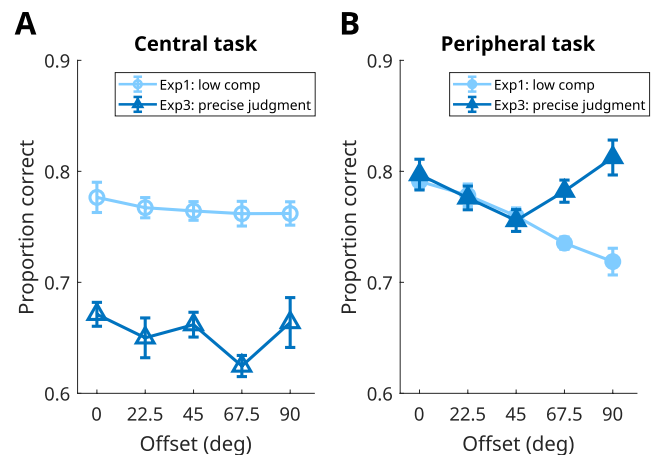 A
Central task
0.9
0.8
0.7
0.6
Proportion correct
Exp1: low comp
Exp3: precise judgment
0 22.5 45 67.5 90
Offset (deg)
B
Peripheral task
0.9
0.8
0.7
0.6
Proportion correct
Exp1: low comp
Exp3: precise judgment
0 22.5 45 67.5 90
Offset (deg)